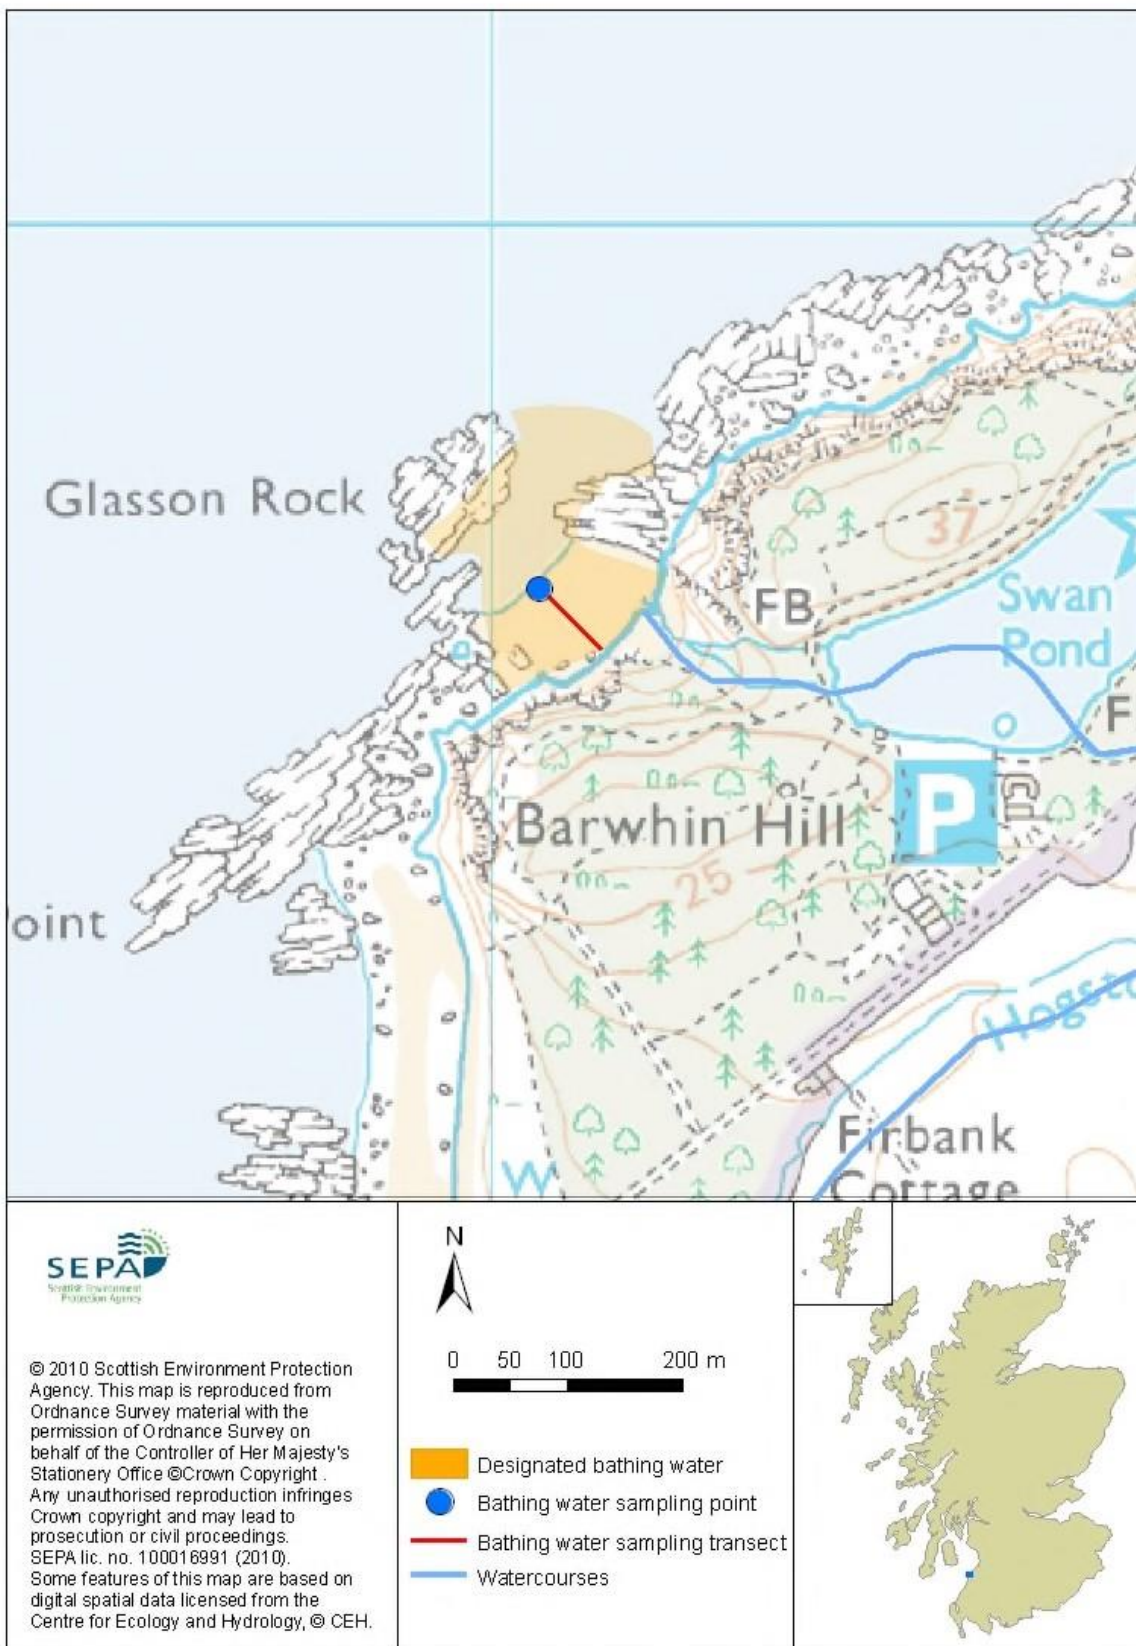 Glasson Rock
37
FB
Swan
Pond
F
Barwhin Hill
P
25
oint
Hogsto
W
Firbank
Cottage
SEPA
Scottish Environment
Protection Agency
© 2010 Scottish Environment Protection
Agency. This map is reproduced from
Ordnance Survey material with the
permission of Ordnance Survey on
behalf of the Controller of Her Majesty's
Stationery Office ©Crown Copyright .
Any unauthorised reproduction infringes
Crown copyright and may lead to
prosecution or civil proceedings.
SEPA lic. no. 100016991 (2010).
Some features of this map are based on
digital spatial data licensed from the
Centre for Ecology and Hydrology, © CEH.
N
0 50 100 200 m
Designated bathing water
Bathing water sampling point
Bathing water sampling transect
Watercourses